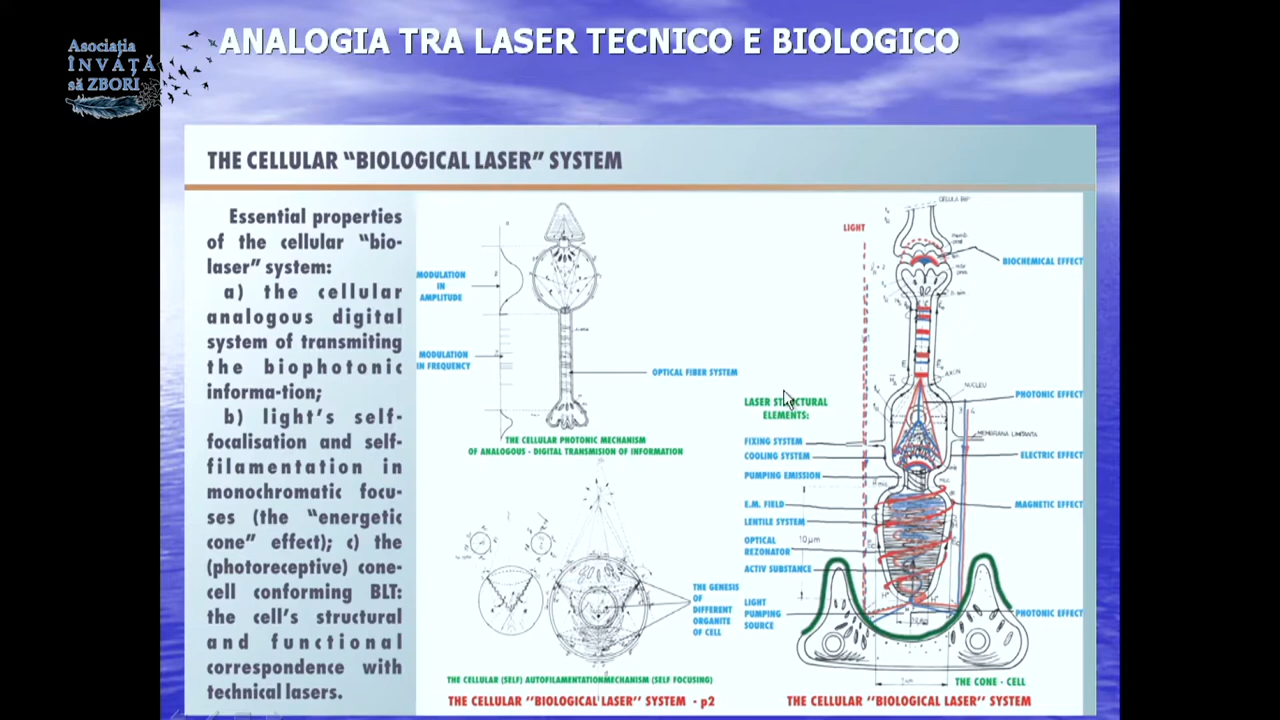 Asociația
ÎNVAȚĂ
să ZBORI
ANALOGIA TRA LASER TECNICO E BIOLOGICO
THE CELLULAR “BIOLOGICAL LASER” SYSTEM
Essential properties
of the cellular “bio-
laser” system:
a) the cellular
analogous digital
system of transmiting
the biophotonic
informa-tion;
b) light’s self-
focalisation and self-
filamentation in
monochromatic focu-
ses (the “energetic
cone” effect); c) the
(photoreceptive) cone-
cell conforming BLT:
the cell’s structural
and functional
correspondence with
technical lasers.
MODULATION
IN
AMPLITUDE
MODULATION
IN FREQUENCY
OPTICAL FIBER SYSTEM
THE CELLULAR PHOTONIC MECHANISM
OF ANALOGOUS - DIGITAL TRANSMISION OF INFORMATION
THE GENESIS
OF
DIFFERENT
ORGANITE
OF CELL
THE CELLULAR (SELF) AUTOFILAMENTATIONMECHANISM (SELF FOCUSING)
THE CELLULAR ''BIOLOGICAL LASER'' SYSTEM - p2
LIGHT
LASER STRUCTURAL
ELEMENTS:
FIXING SYSTEM
COOLING SYSTEM
PUMPING EMISSION
E.M. FIELD
LENTILE SYSTEM
OPTICAL
REZONATOR
10 µm
ACTIV SUBSTANCE
LIGHT
PUMPING
SOURCE
BIOCHEMICAL EFFECT
AXON
NUCLEU
PHOTONIC EFFECT
MEMBRANA LIMITANTA
ELECTRIC EFFECT
MAGNETIC EFFECT
PHOTONIC EFFECT
THE CONE - CELL
THE CELLULAR ''BIOLOGICAL LASER'' SYSTEM